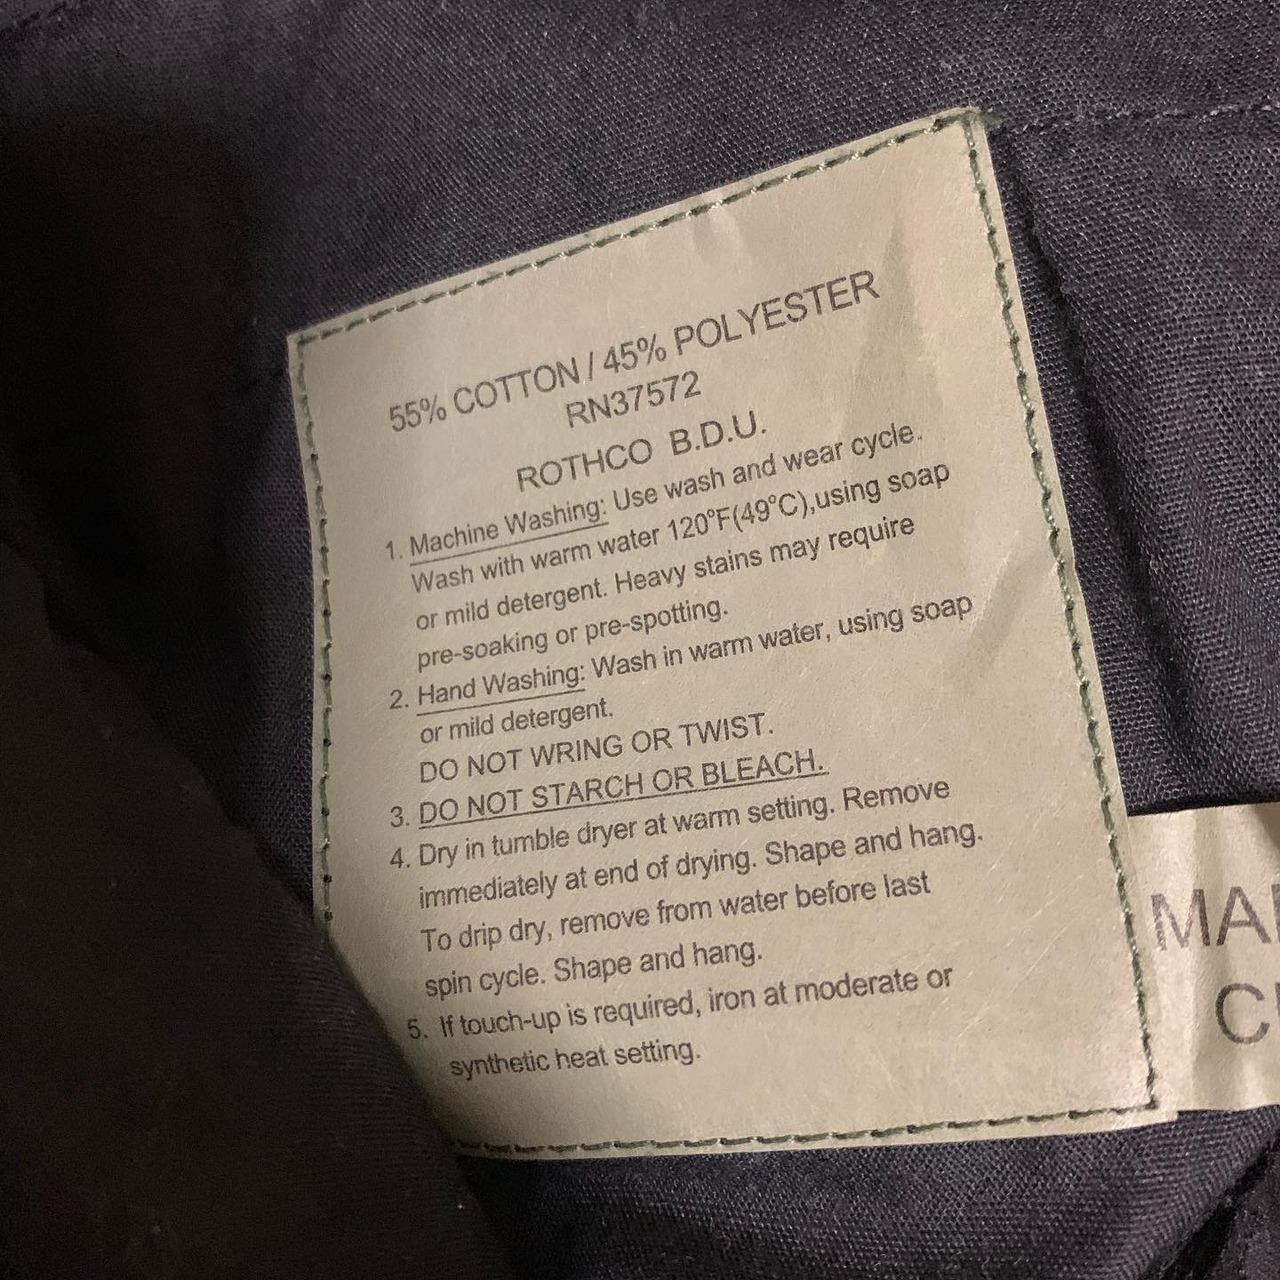 55% COTTON / 45% POLYESTER
RN37572
ROTHCO B.D.U.
1. Machine Washing: Use wash and wear cycle.
Wash with warm water 120°F(49°C),using soap
or mild detergent. Heavy stains may require
pre-soaking or pre-spotting.
2. Hand Washing: Wash in warm water, using soap
or mild detergent.
DO NOT WRING OR TWIST.
3. DO NOT STARCH OR BLEACH.
4. Dry in tumble dryer at warm setting. Remove
immediately at end of drying. Shape and hang.
To drip dry, remove from water before last
spin cycle. Shape and hang.
5. If touch-up is required, iron at moderate or
synthetic heat setting.